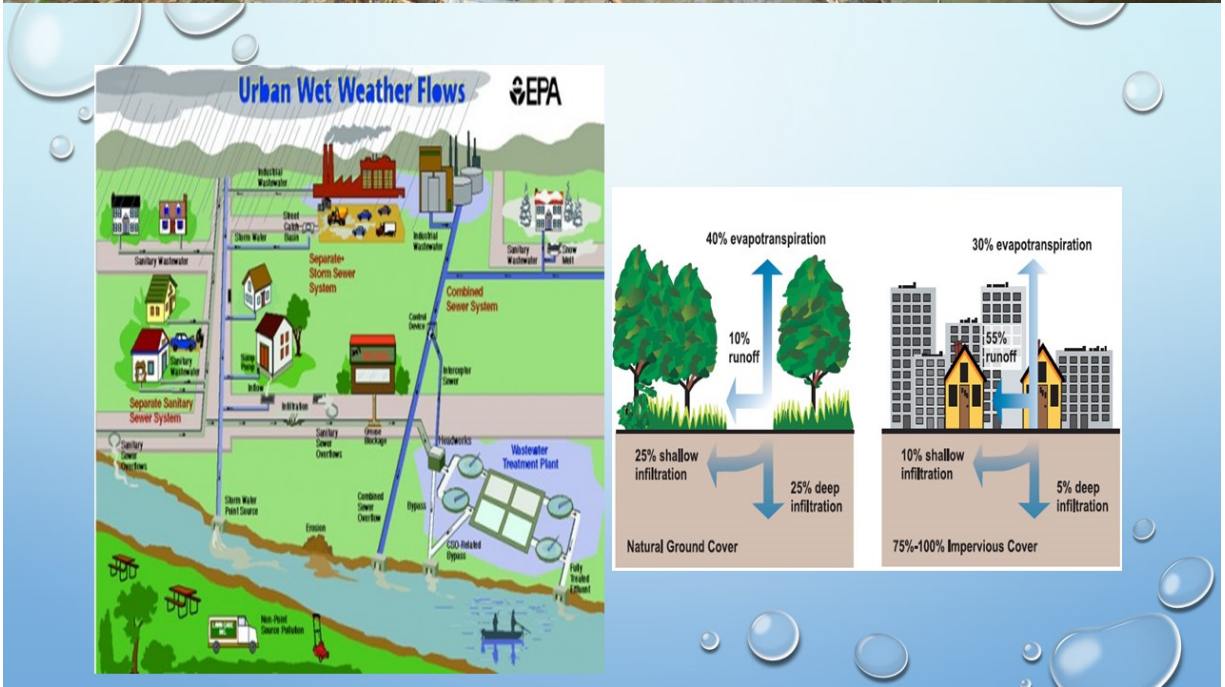 Urban Wet Weather Flows
EPA
Industrial
Wastewater
Street
Catch
Basin
Storm Water
Sanitary Wastewater
Separate
Storm Sewer
System
Industrial
Wastewater
Sanitary
Wastewater
Snow
Melt
Combined
Sewer System
Control
Device
Interceptor
Sewer
Sanitary
Wastewater
Sump
Pump
Inflow
Separate Sanitary
Sewer System
Infiltration
Sanitary
Sewer
Overflows
Grease
Blockage
Sanitary
Sewer
Overflows
Headworks
Wastewater
Treatment Plant
Storm Water
Point Source
Erosion
Combined
Sewer
Overflow
Bypass
CSO-Related
Bypass
Fully
Treated
Effluent
Non-Point
Source Pollution
40% evapotranspiration
10%
runoff
25% shallow
infiltration
25% deep
infiltration
Natural Ground Cover
30% evapotranspiration
55%
runoff
10% shallow
infiltration
5% deep
infiltration
75%-100% Impervious Cover